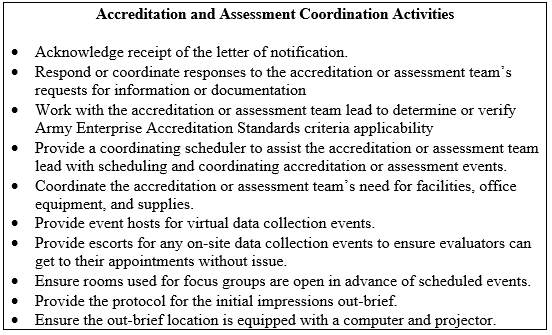 Accreditation and Assessment Coordination Activities
• Acknowledge receipt of the letter of notification.
• Respond or coordinate responses to the accreditation or assessment team's
requests for information or documentation
• Work with the accreditation or assessment team lead to determine or verify
Army Enterprise Accreditation Standards criteria applicability
• Provide a coordinating scheduler to assist the accreditation or assessment team
lead with scheduling and coordinating accreditation or assessment events.
• Coordinate the accreditation or assessment team's need for facilities, office
equipment, and supplies.
• Provide event hosts for virtual data collection events.
• Provide escorts for any on-site data collection events to ensure evaluators can
get to their appointments without issue.
• Ensure rooms used for focus groups are open in advance of scheduled events.
• Provide the protocol for the initial impressions out-brief.
• Ensure the out-brief location is equipped with a computer and projector.